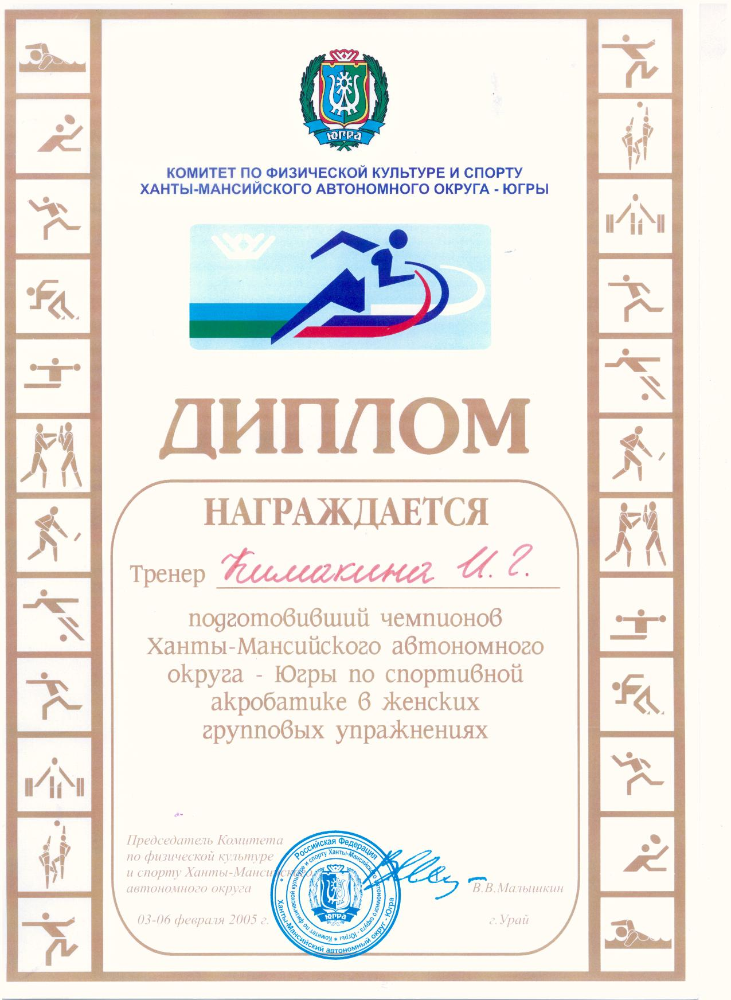 ЮГРА
КОМИТЕТ ПО ФИЗИЧЕСКОЙ КУЛЬТУРЕ И СПОРТУ
ХАНТЫ-МАНСИЙСКОГО АВТОНОМНОГО ОКРУГА - ЮГРЫ
ДИПЛОМ
НАГРАЖДАЕТСЯ
Тренер Кимакина И. Г.
подготовивший чемпионов
Ханты-Мансийского автономного
округа - Югры по спортивной
акробатике в женских
групповых упражнениях
Председатель Комитета
по физической культуре
и спорту Ханты-Мансийского
автономного округа
В.В.Малышкин
03-06 февраля 2005 г.
г.Урай
Российская Федерация
Ханты-Мансийский автономный округ - Югра
Комитет по физической культуре и спорту Ханты-Мансийского автономного округа - Югры
ЮГРА